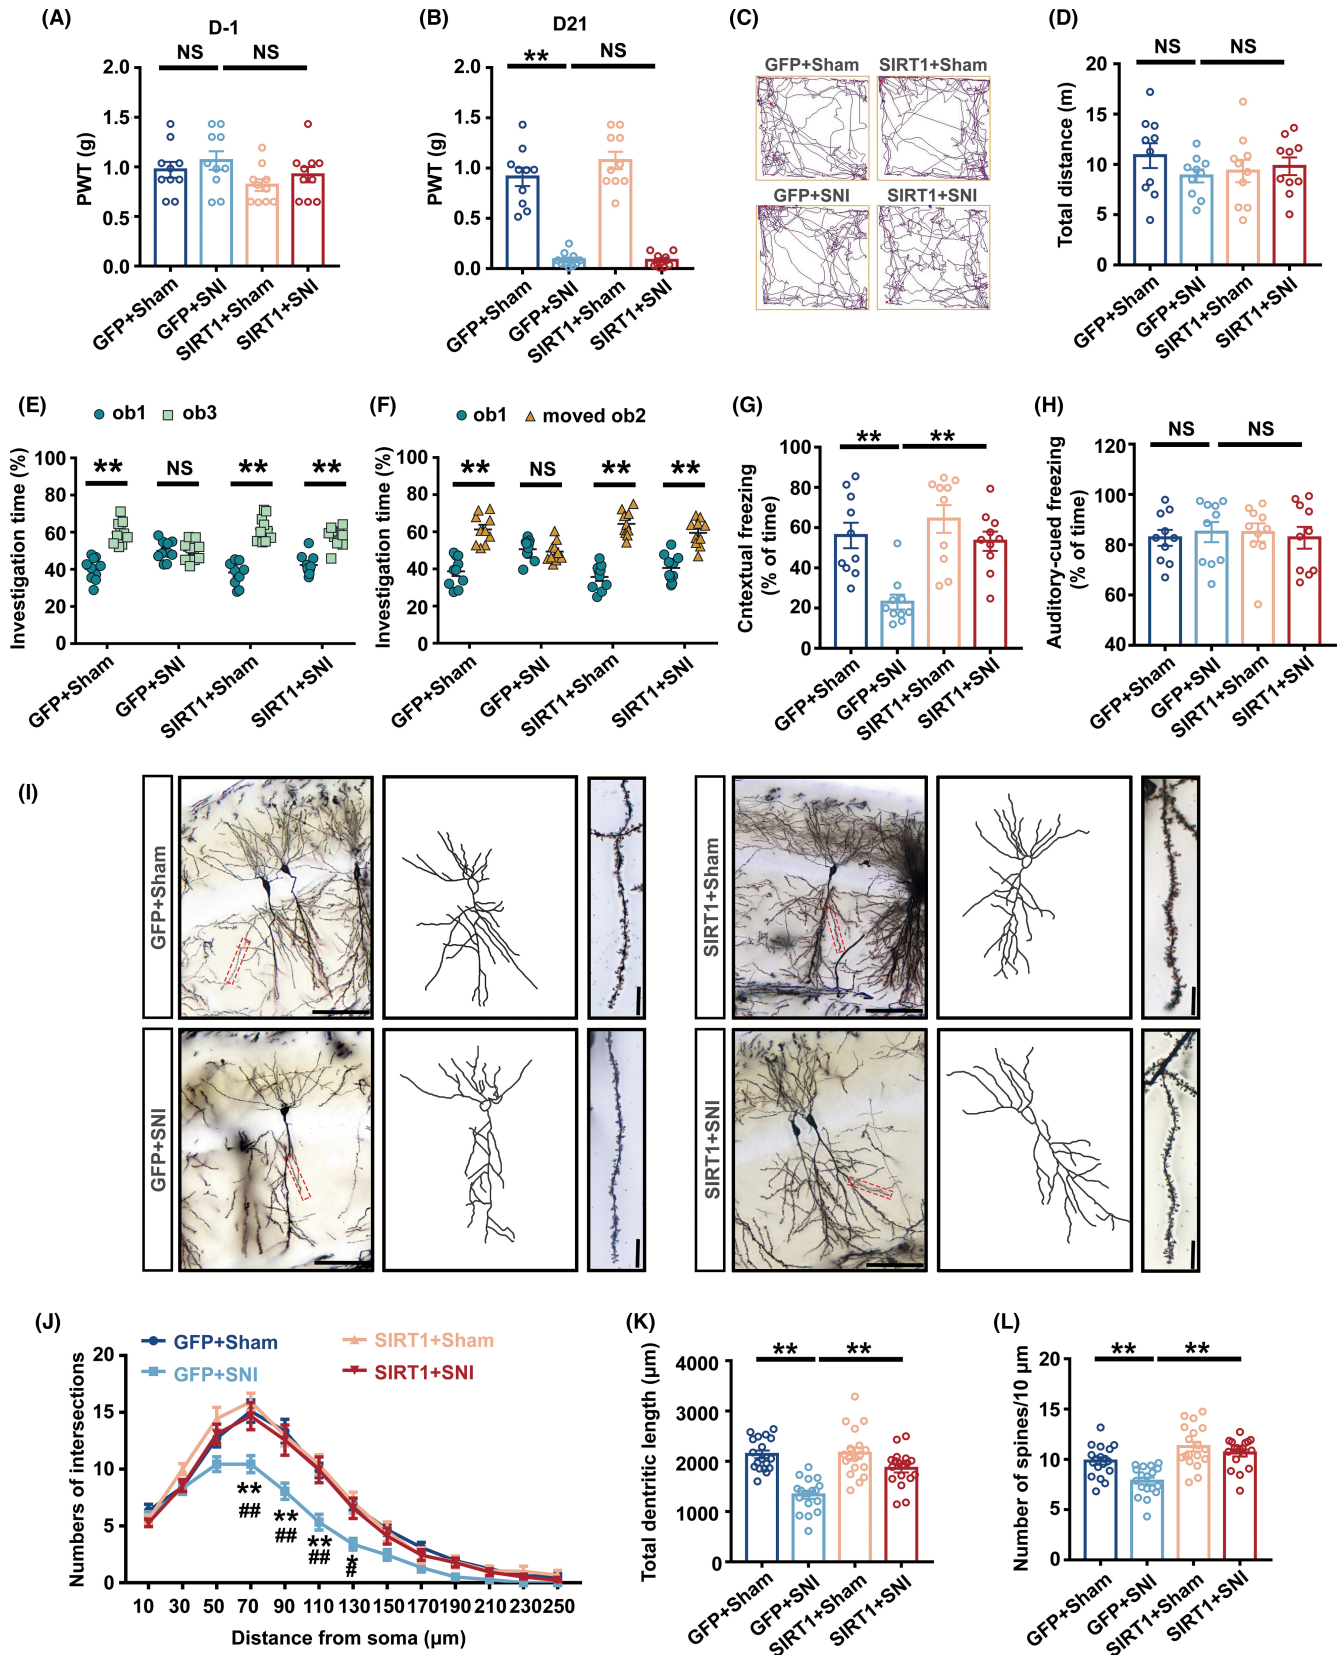 (A)
D-1
NS NS
PWT (g)
2.0
1.5
1.0
0.5
0.0
GFP+Sham
GFP+SNI
SIRT1+Sham
SIRT1+SNI
(B)
D21
** NS
PWT (g)
2.0
1.5
1.0
0.5
0.0
GFP+Sham
GFP+SNI
SIRT1+Sham
SIRT1+SNI
(C)
GFP+Sham SIRT1+Sham
GFP+SNI SIRT1+SNI
(D)
NS NS
Total distance (m)
20
15
10
5
0
GFP+Sham
GFP+SNI
SIRT1+Sham
SIRT1+SNI
(E)
ob1 ob3
** NS ** **
Investigation time (%)
100
80
60
40
20
0
GFP+Sham
GFP+SNI
SIRT1+Sham
SIRT1+SNI
(F)
ob1 moved ob2
** NS ** **
Investigation time (%)
100
80
60
40
20
0
GFP+Sham
GFP+SNI
SIRT1+Sham
SIRT1+SNI
(G)
** **
Cntextual freezing
(% of time)
100
80
60
40
20
0
GFP+Sham
GFP+SNI
SIRT1+Sham
SIRT1+SNI
(H)
NS NS
Auditory-cued freezing
(% of time)
120
100
80
60
40
GFP+Sham
GFP+SNI
SIRT1+Sham
SIRT1+SNI
(I)
GFP+Sham
SIRT1+Sham
GFP+SNI
SIRT1+SNI
(J)
GFP+Sham SIRT1+Sham
GFP+SNI SIRT1+SNI
Numbers of intersections
20
15
10
5
0
**
##
**
##
**
##
*
#
10 30 50 70 90 110 130 150 170 190 210 230 250
Distance from soma (μm)
(K)
** **
Total dentritic length (μm)
4000
3000
2000
1000
0
GFP+Sham
GFP+SNI
SIRT1+Sham
SIRT1+SNI
(L)
** **
Number of spines/10 μm
20
15
10
5
0
GFP+Sham
GFP+SNI
SIRT1+Sham
SIRT1+SNI